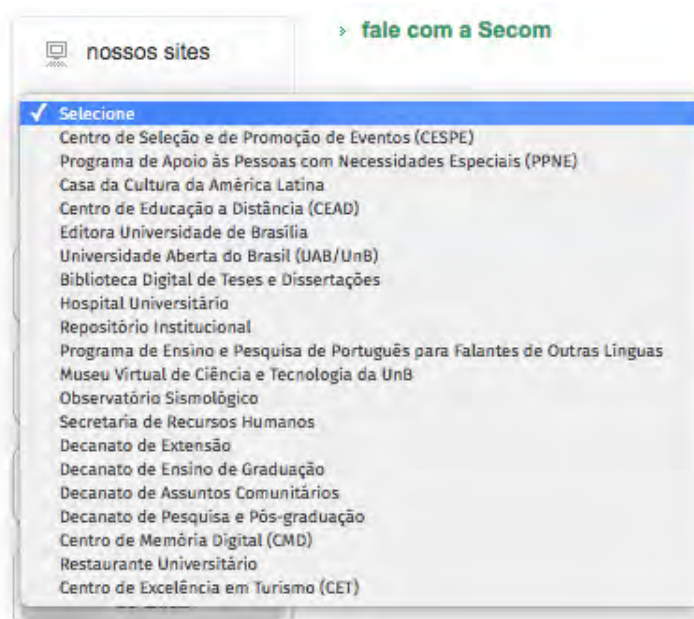 nossos sites
› fale com a Secom
✓ Selecione
Centro de Seleção e de Promoção de Eventos (CESPE)
Programa de Apoio às Pessoas com Necessidades Especiais (PPNE)
Casa da Cultura da América Latina
Centro de Educação a Distância (CEAD)
Editora Universidade de Brasília
Universidade Aberta do Brasil (UAB/UnB)
Biblioteca Digital de Teses e Dissertações
Hospital Universitário
Repositório Institucional
Programa de Ensino e Pesquisa de Português para Falantes de Outras Línguas
Museu Virtual de Ciência e Tecnologia da UnB
Observatório Sismológico
Secretaria de Recursos Humanos
Decanato de Extensão
Decanato de Ensino de Graduação
Decanato de Assuntos Comunitários
Decanato de Pesquisa e Pós-graduação
Centro de Memória Digital (CMD)
Restaurante Universitário
Centro de Excelência em Turismo (CET)